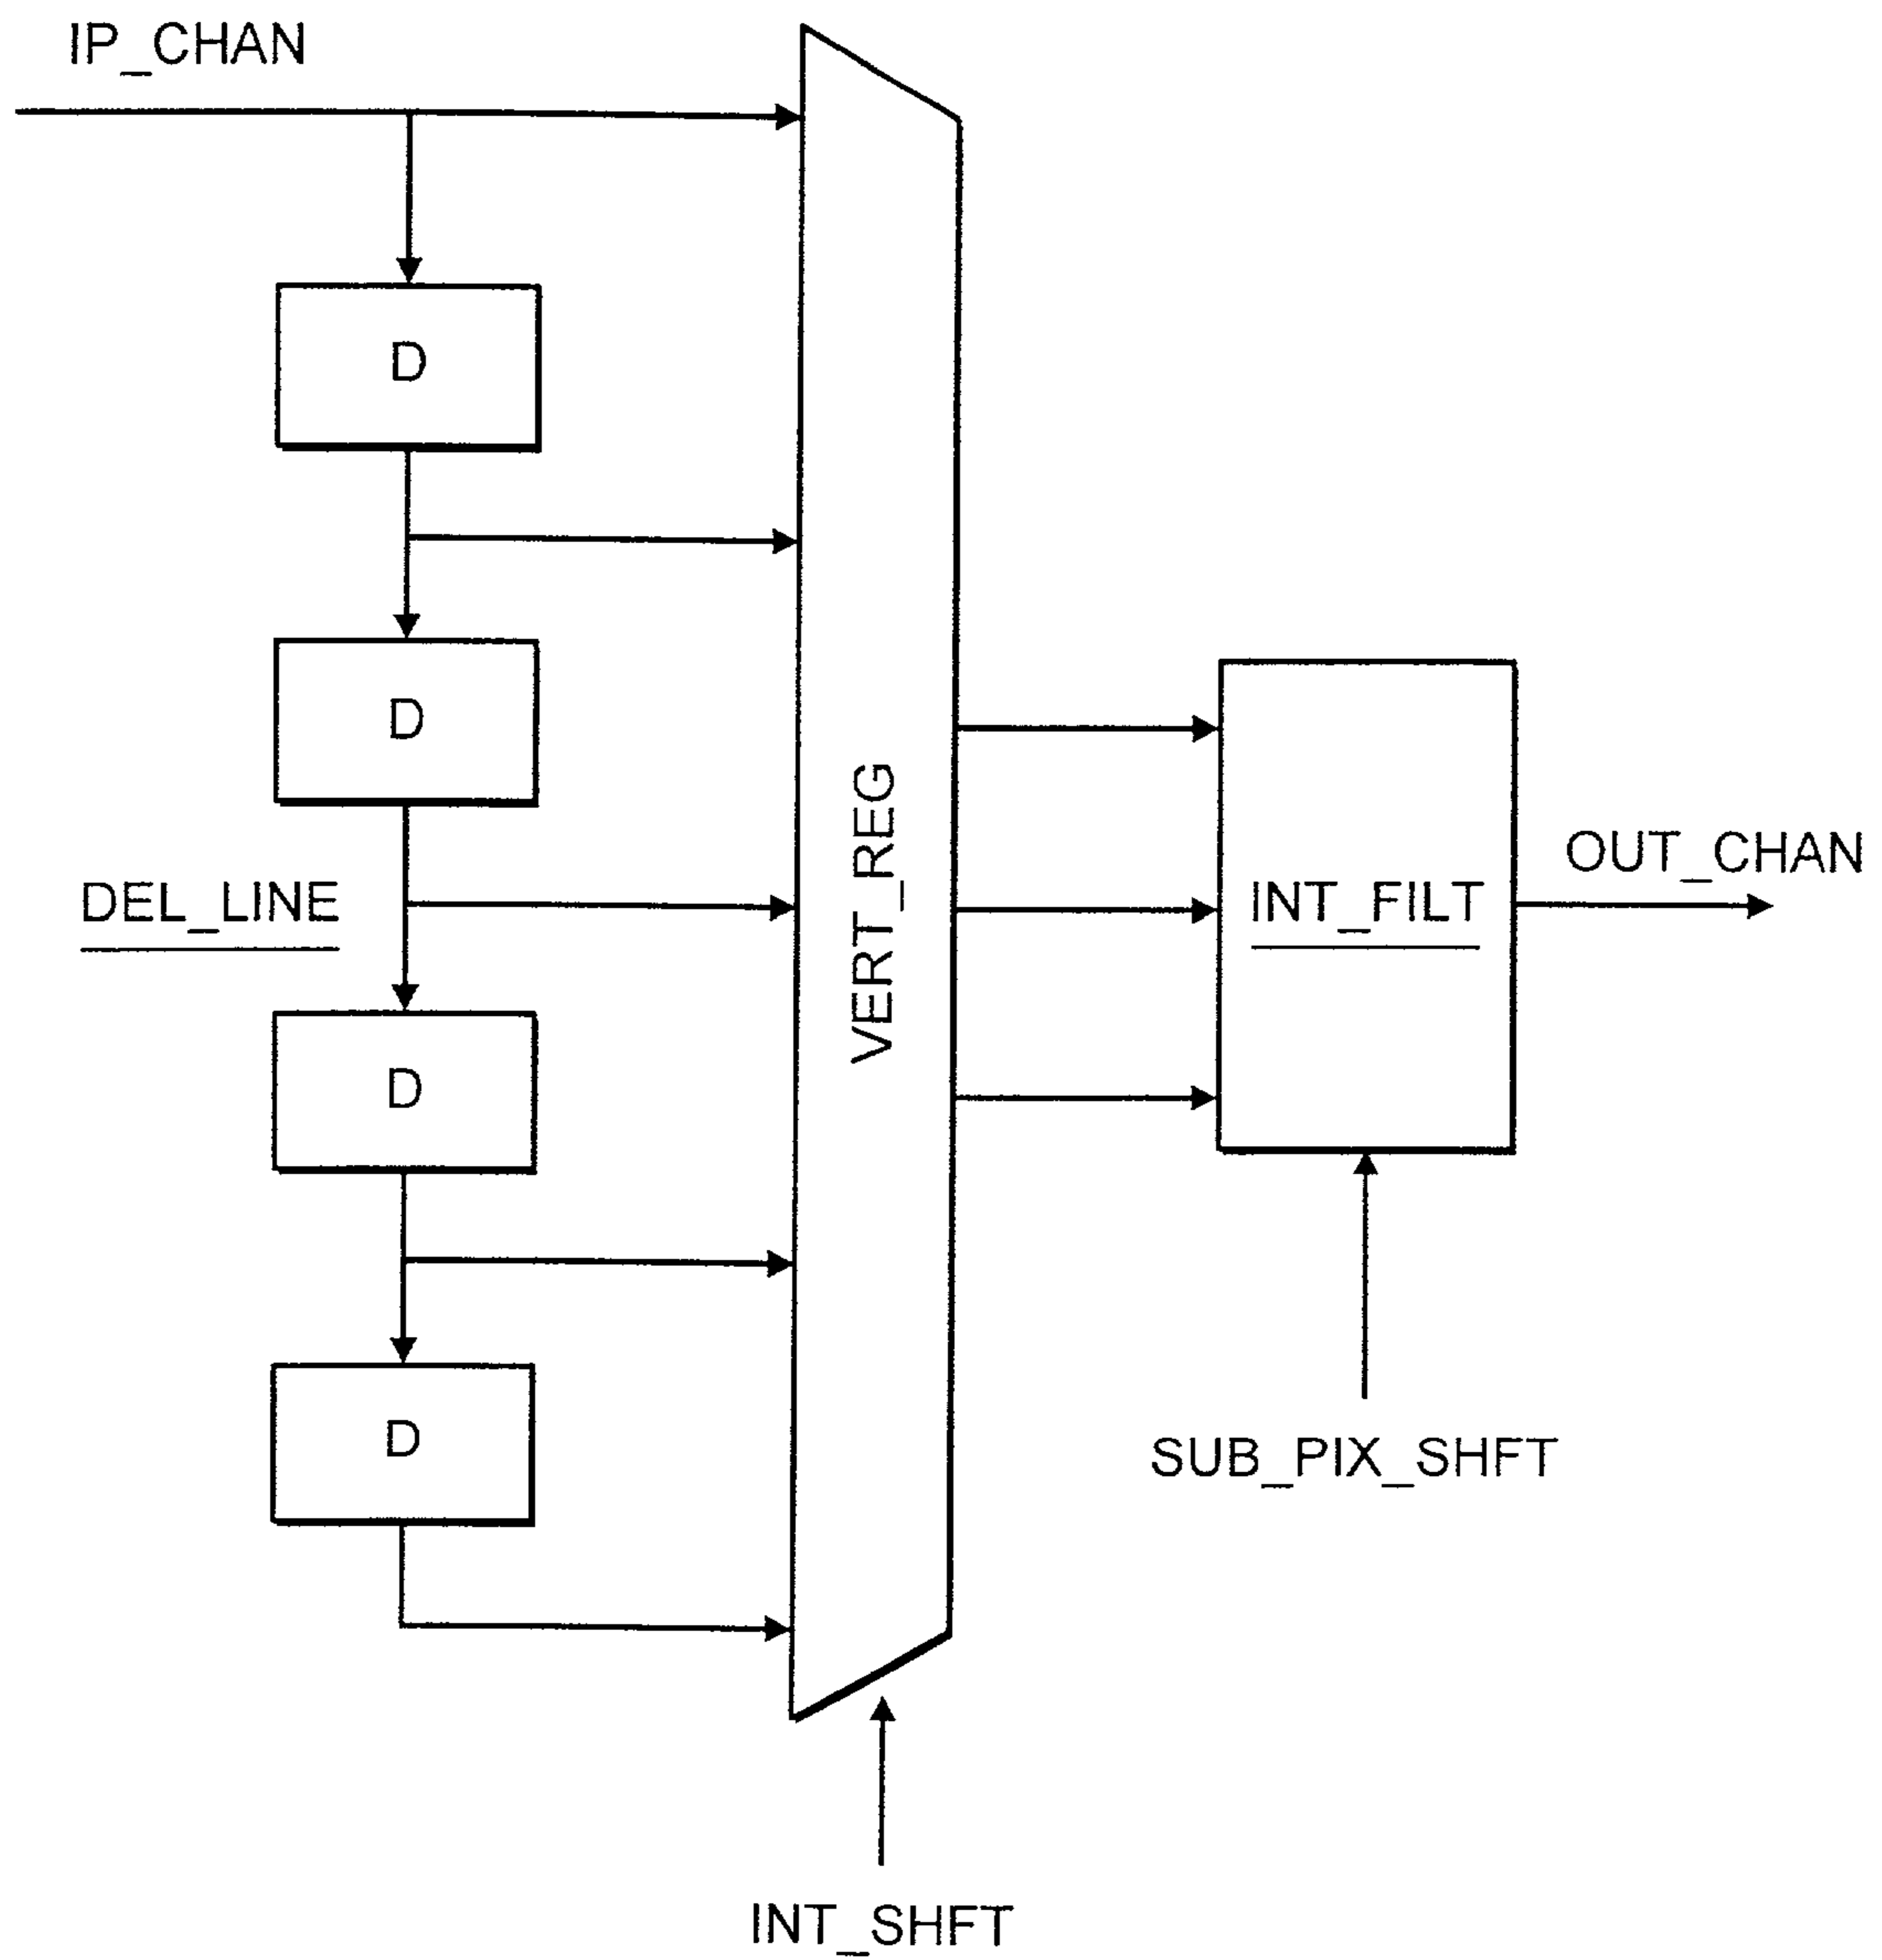 IP_CHAN
D
D
DEL_LINE
VERT_REG
INT_FILT
OUT_CHAN
D
D
SUB_PIX_SHFT
INT_SHFT